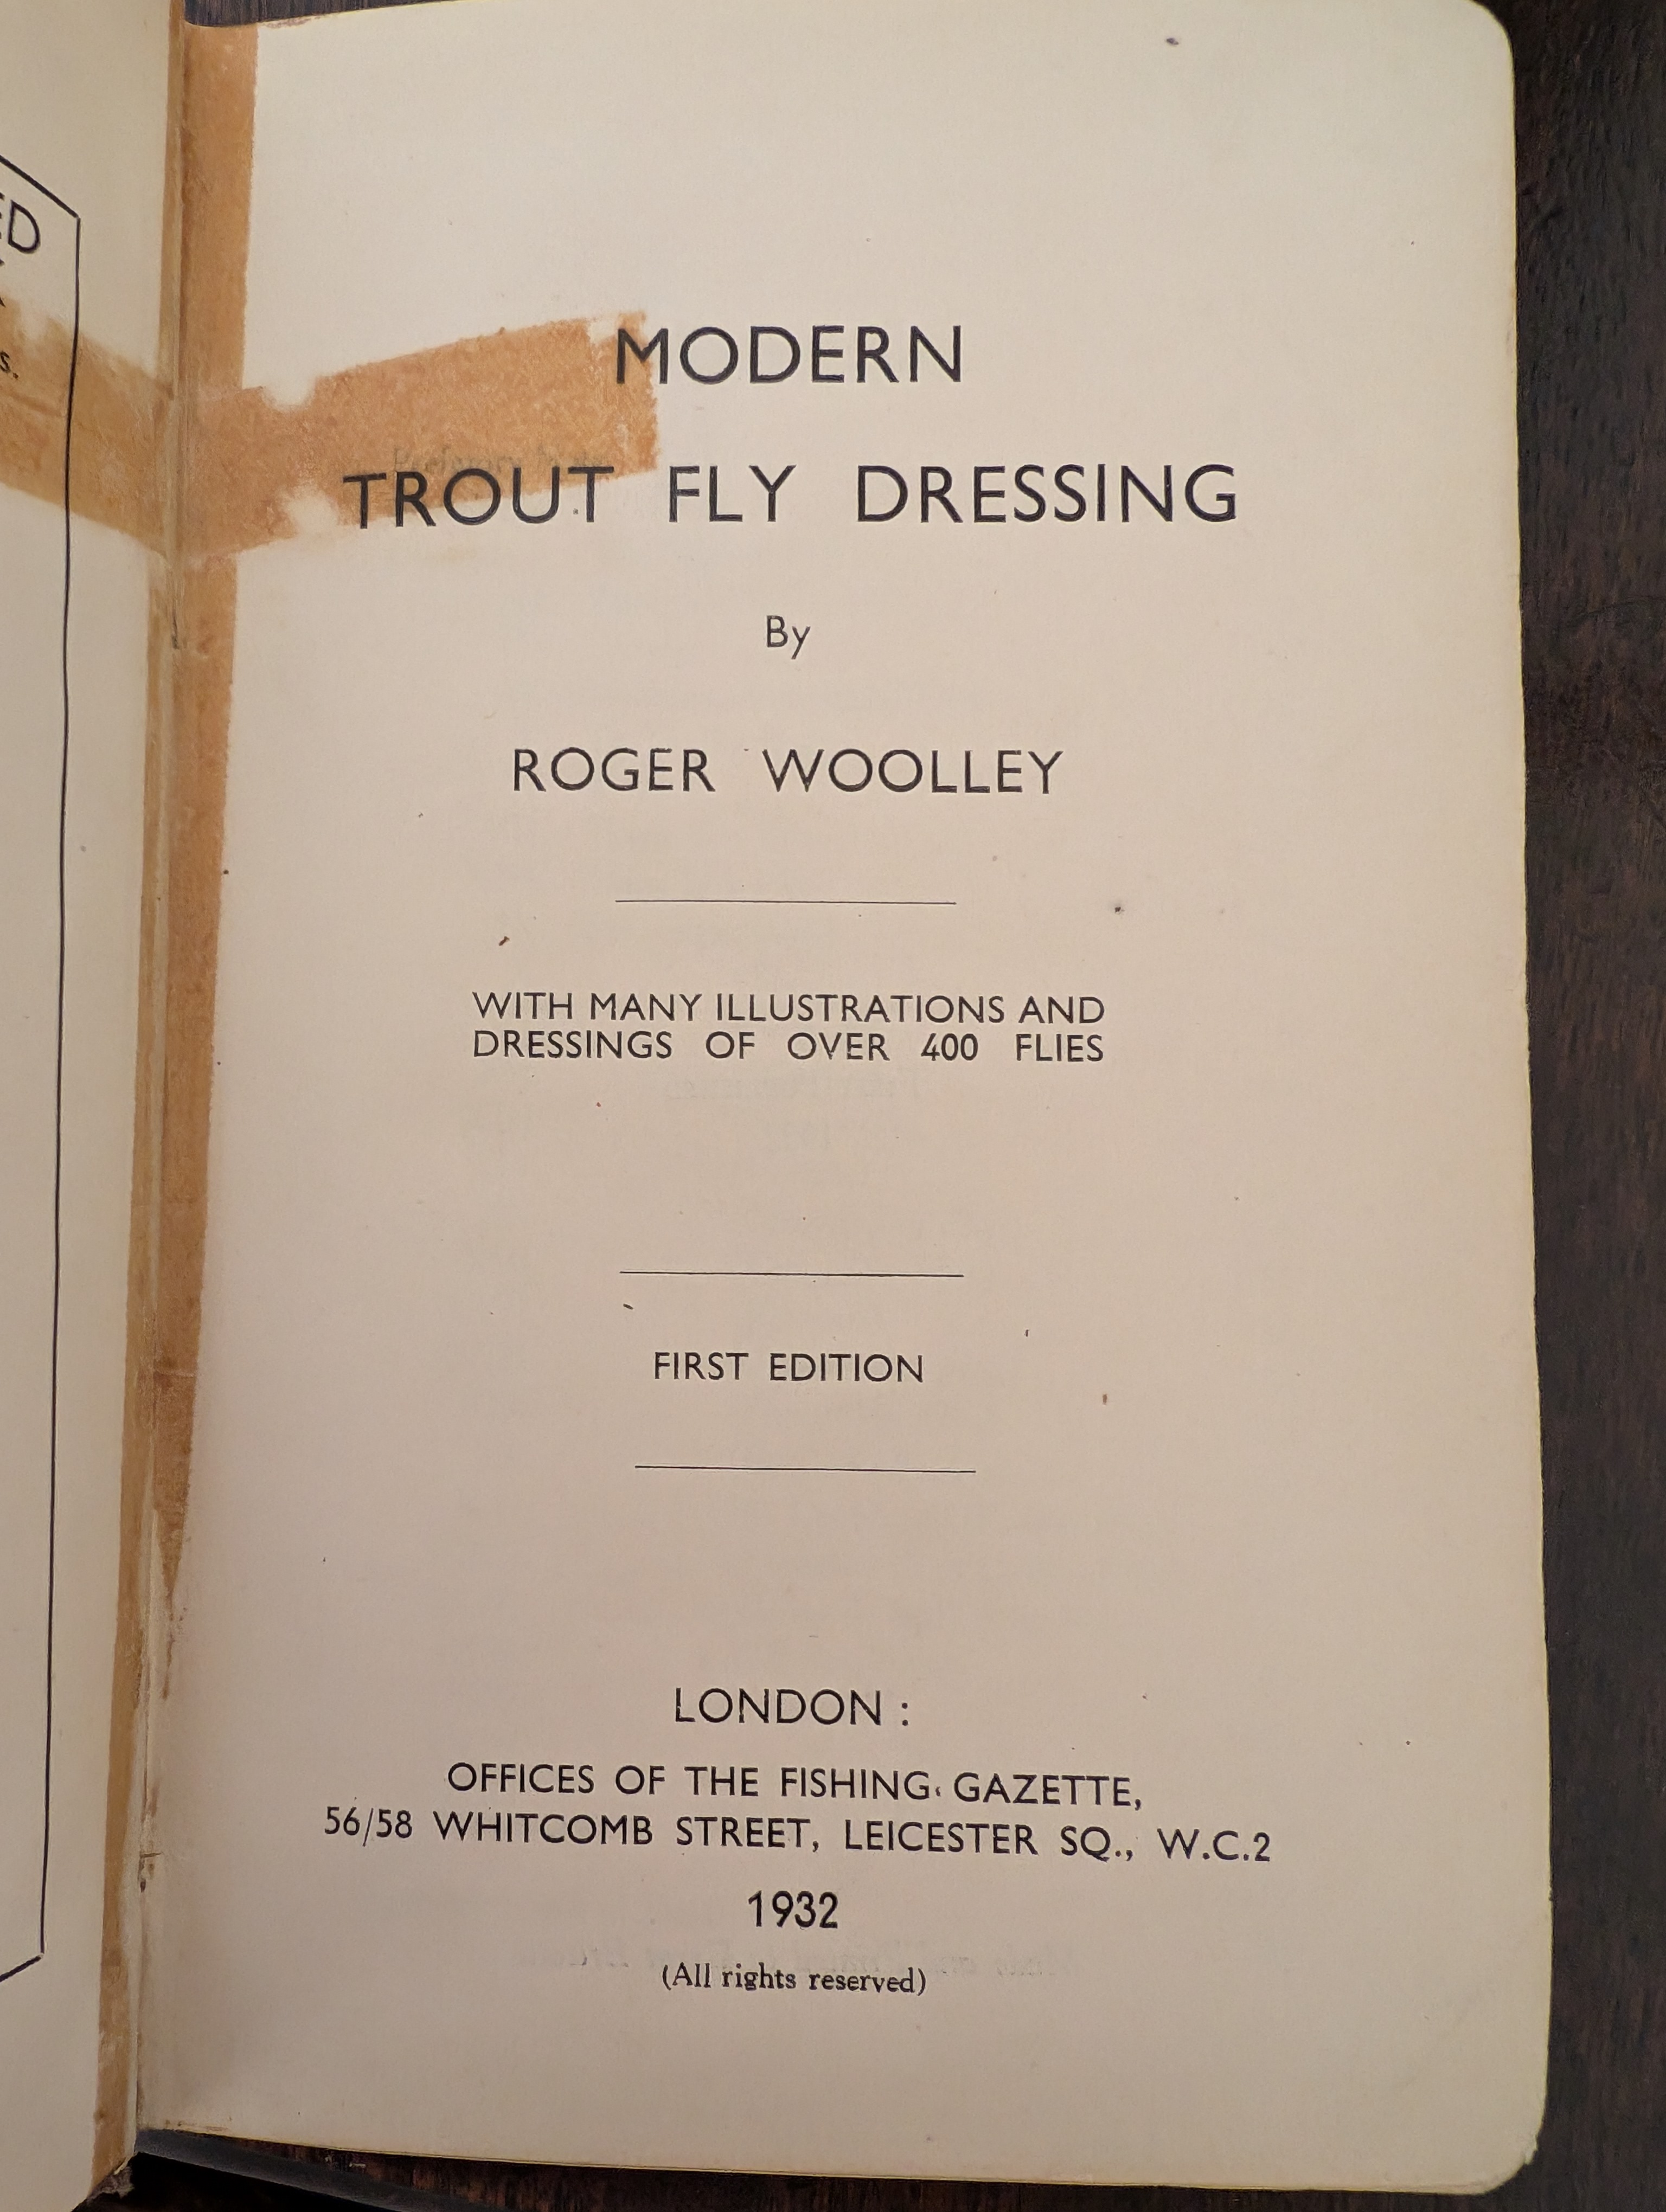 ED
s.
MODERN
TROUT FLY DRESSING
By
ROGER WOOLLEY
WITH MANY ILLUSTRATIONS AND
DRESSINGS OF OVER 400 FLIES
FIRST EDITION
LONDON :
OFFICES OF THE FISHING GAZETTE,
56/58 WHITCOMB STREET, LEICESTER SQ., W.C.2
1932
(All rights reserved)